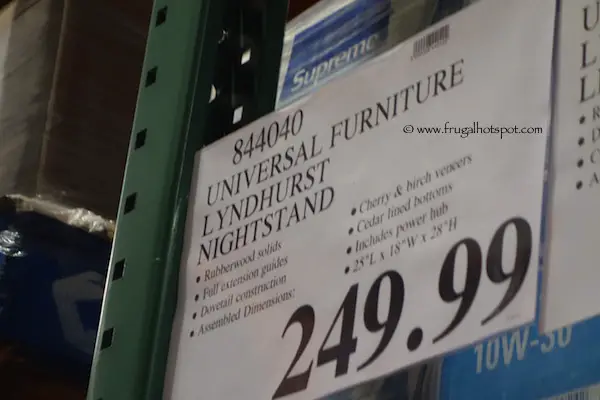 Supreme
844040
UNIVERSAL FURNITURE
LYNDHURST
NIGHTSTAND
• Rubberwood solids
• Full extension guides
• Dovetail construction
• Assembled Dimensions:
• Cherry & birch veneers
• Cedar lined bottoms
• Includes power hub
• 28"L x 18"W x 28"H
249.99
©www.frugalhotspot.com
10W-30